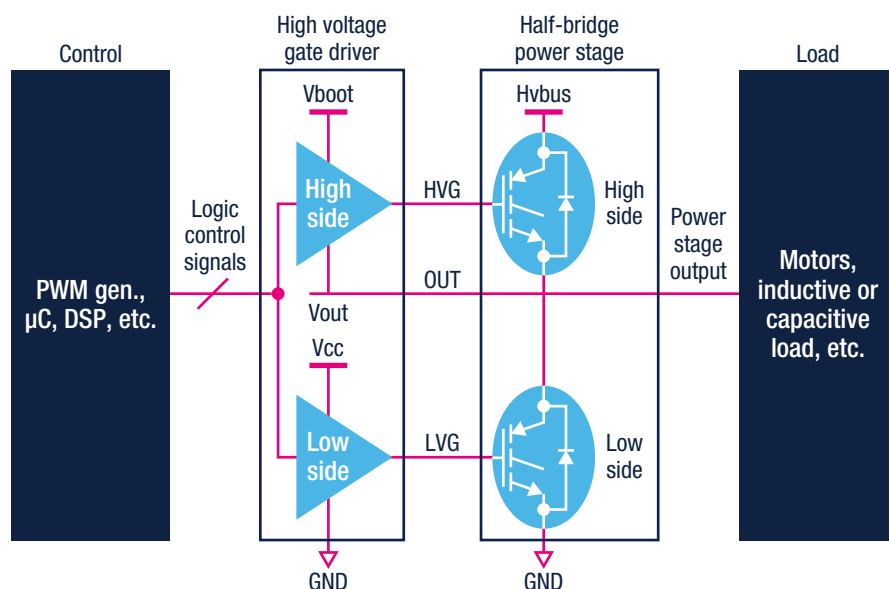 Control
High voltage
gate driver
Half-bridge
power stage
Load
Vboot
Hvbus
High
side
HVG
High
side
Logic
control
signals
Power
stage
output
PWM gen.,
µC, DSP, etc.
OUT
Motors,
inductive or
capacitive
load, etc.
Vout
Vcc
Low
side
LVG
Low
side
GND
GND